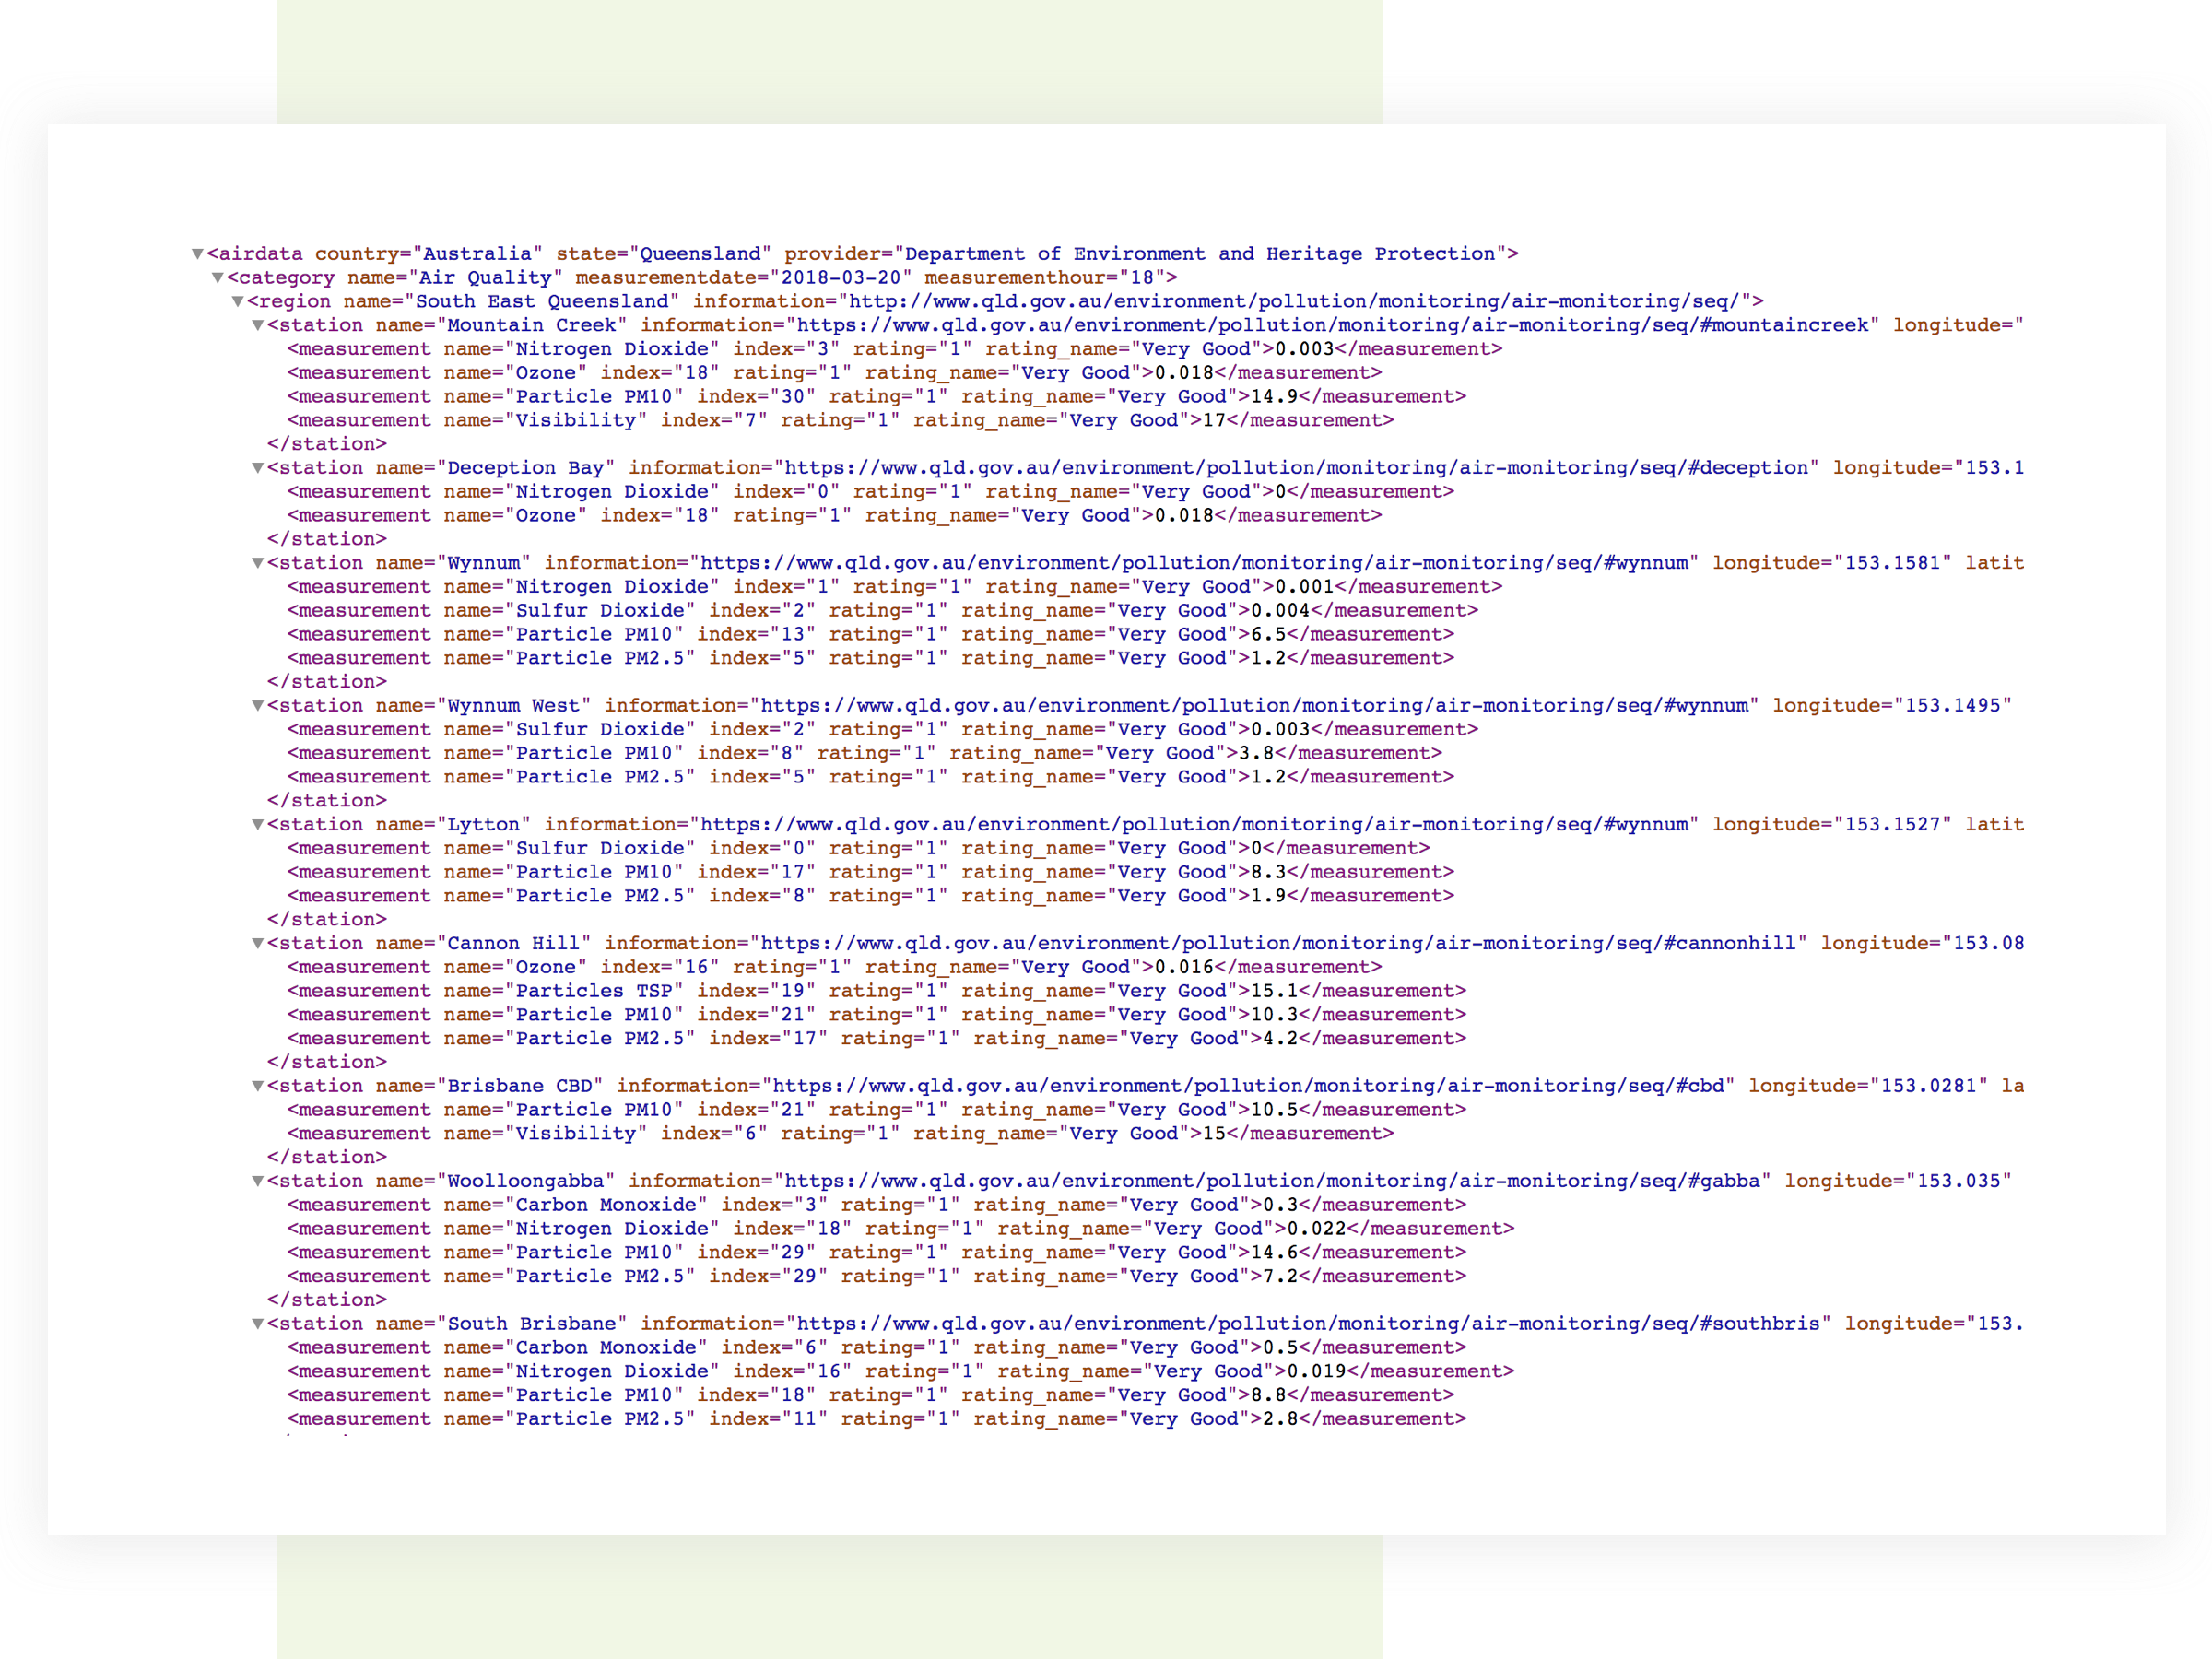 ▼<airdata country="Australia" state="Queensland" provider="Department of Environment and Heritage Protection">
▼<category name="Air Quality" measurementdate="2018-03-20" measurementhour="18">
▼<region name="South East Queensland" information="http://www.qld.gov.au/environment/pollution/monitoring/air-monitoring/seq/">
▼<station name="Mountain Creek" information="https://www.qld.gov.au/environment/pollution/monitoring/air-monitoring/seq/#mountaincreek" longitude="
<measurement name="Nitrogen Dioxide" index="3" rating="1" rating_name="Very Good">0.003</measurement>
<measurement name="Ozone" index="18" rating="1" rating_name="Very Good">0.018</measurement>
<measurement name="Particle PM10" index="30" rating="1" rating_name="Very Good">14.9</measurement>
<measurement name="Visibility" index="7" rating="1" rating_name="Very Good">17</measurement>
</station>
▼<station name="Deception Bay" information="https://www.qld.gov.au/environment/pollution/monitoring/air-monitoring/seq/#deception" longitude="153.1
<measurement name="Nitrogen Dioxide" index="0" rating="1" rating_name="Very Good">0</measurement>
<measurement name="Ozone" index="18" rating="1" rating_name="Very Good">0.018</measurement>
</station>
▼<station name="Wynnum" information="https://www.qld.gov.au/environment/pollution/monitoring/air-monitoring/seq/#wynnum" longitude="153.1581" latit
<measurement name="Nitrogen Dioxide" index="1" rating="1" rating_name="Very Good">0.001</measurement>
<measurement name="Sulfur Dioxide" index="2" rating="1" rating_name="Very Good">0.004</measurement>
<measurement name="Particle PM10" index="13" rating="1" rating_name="Very Good">6.5</measurement>
<measurement name="Particle PM2.5" index="5" rating="1" rating_name="Very Good">1.2</measurement>
</station>
▼<station name="Wynnum West" information="https://www.qld.gov.au/environment/pollution/monitoring/air-monitoring/seq/#wynnum" longitude="153.1495"
<measurement name="Sulfur Dioxide" index="2" rating="1" rating_name="Very Good">0.003</measurement>
<measurement name="Particle PM10" index="8" rating="1" rating_name="Very Good">3.8</measurement>
<measurement name="Particle PM2.5" index="5" rating="1" rating_name="Very Good">1.2</measurement>
</station>
▼<station name="Lytton" information="https://www.qld.gov.au/environment/pollution/monitoring/air-monitoring/seq/#wynnum" longitude="153.1527" latit
<measurement name="Sulfur Dioxide" index="0" rating="1" rating_name="Very Good">0</measurement>
<measurement name="Particle PM10" index="17" rating="1" rating_name="Very Good">8.3</measurement>
<measurement name="Particle PM2.5" index="8" rating="1" rating_name="Very Good">1.9</measurement>
</station>
▼<station name="Cannon Hill" information="https://www.qld.gov.au/environment/pollution/monitoring/air-monitoring/seq/#cannonhill" longitude="153.08
<measurement name="Ozone" index="16" rating="1" rating_name="Very Good">0.016</measurement>
<measurement name="Particles TSP" index="19" rating="1" rating_name="Very Good">15.1</measurement>
<measurement name="Particle PM10" index="21" rating="1" rating_name="Very Good">10.3</measurement>
<measurement name="Particle PM2.5" index="17" rating="1" rating_name="Very Good">4.2</measurement>
</station>
▼<station name="Brisbane CBD" information="https://www.qld.gov.au/environment/pollution/monitoring/air-monitoring/seq/#cbd" longitude="153.0281" la
<measurement name="Particle PM10" index="21" rating="1" rating_name="Very Good">10.5</measurement>
<measurement name="Visibility" index="6" rating="1" rating_name="Very Good">15</measurement>
</station>
▼<station name="Woolloongabba" information="https://www.qld.gov.au/environment/pollution/monitoring/air-monitoring/seq/#gabba" longitude="153.035"
<measurement name="Carbon Monoxide" index="3" rating="1" rating_name="Very Good">0.3</measurement>
<measurement name="Nitrogen Dioxide" index="18" rating="1" rating_name="Very Good">0.022</measurement>
<measurement name="Particle PM10" index="29" rating="1" rating_name="Very Good">14.6</measurement>
<measurement name="Particle PM2.5" index="29" rating="1" rating_name="Very Good">7.2</measurement>
</station>
▼<station name="South Brisbane" information="https://www.qld.gov.au/environment/pollution/monitoring/air-monitoring/seq/#southbris" longitude="153.
<measurement name="Carbon Monoxide" index="6" rating="1" rating_name="Very Good">0.5</measurement>
<measurement name="Nitrogen Dioxide" index="16" rating="1" rating_name="Very Good">0.019</measurement>
<measurement name="Particle PM10" index="18" rating="1" rating_name="Very Good">8.8</measurement>
<measurement name="Particle PM2.5" index="11" rating="1" rating_name="Very Good">2.8</measurement>